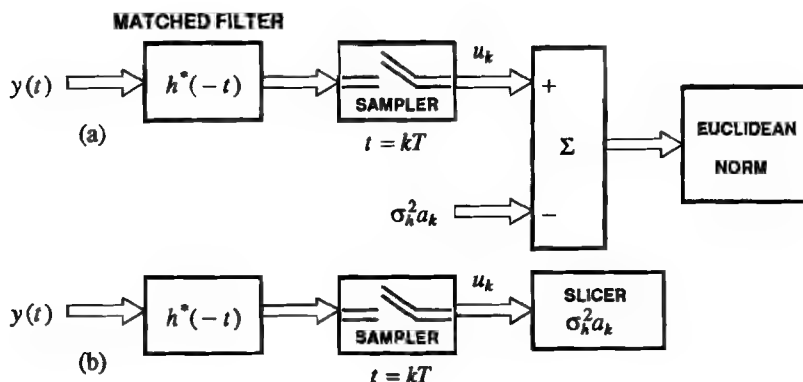 MATCHED FILTER
y(t)
h*(-t)
SAMPLER
t = kT
u_k
+
Σ
−
σ_h^2 a_k
EUCLIDEAN
NORM
(a)
y(t)
h*(-t)
SAMPLER
t = kT
u_k
SLICER
σ_h^2 a_k
(b)